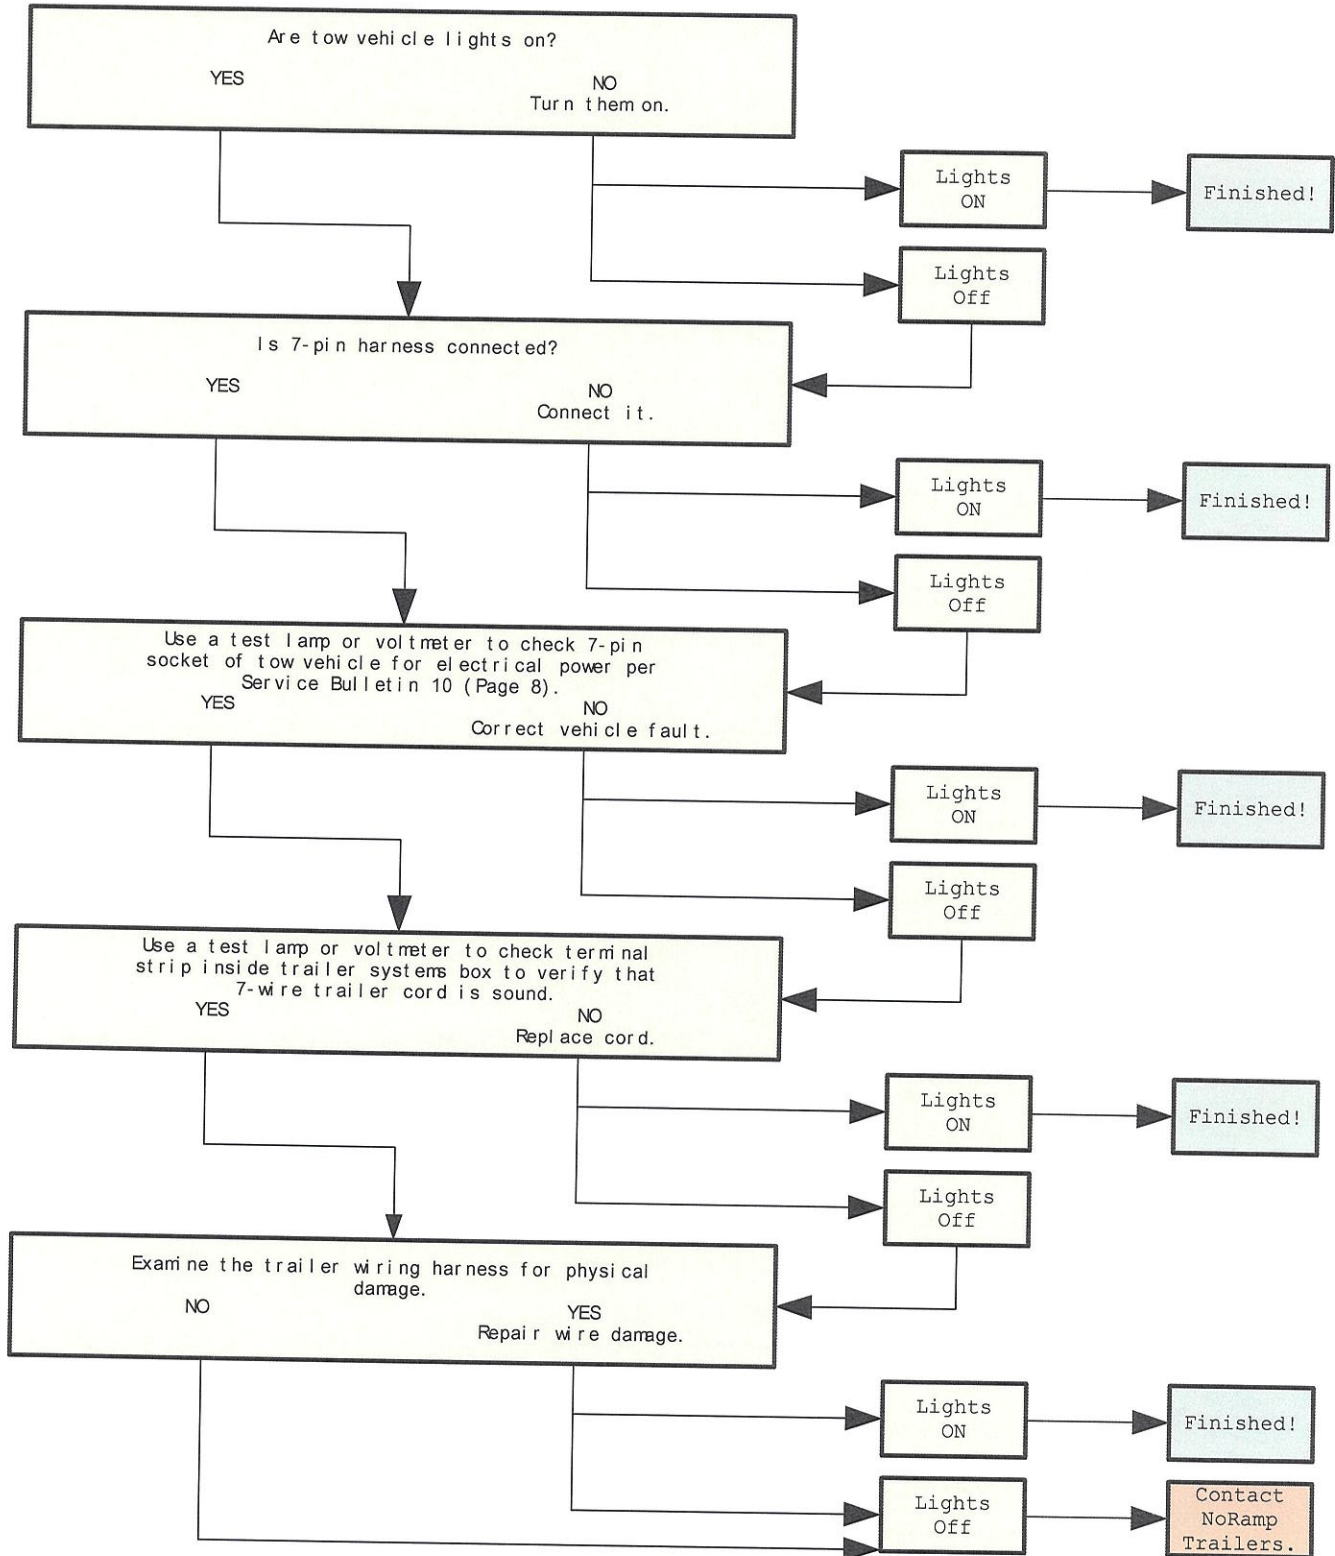 Are tow vehicle lights on?
YES
NO
Turn them on.
Lights
ON
Finished!
Lights
Off
Is 7-pin harness connected?
YES
NO
Connect it.
Lights
ON
Finished!
Lights
Off
Use a test lamp or voltmeter to check 7-pin
socket of tow vehicle for electrical power per
Service Bulletin 10 (Page 8).
YES
NO
Correct vehicle fault.
Lights
ON
Finished!
Lights
Off
Use a test lamp or voltmeter to check terminal
strip inside trailer systems box to verify that
7-wire trailer cord is sound.
YES
NO
Replace cord.
Lights
ON
Finished!
Lights
Off
Examine the trailer wiring harness for physical
damage.
NO
YES
Repair wire damage.
Lights
ON
Finished!
Lights
Off
Contact
NoRamp
Trailers.